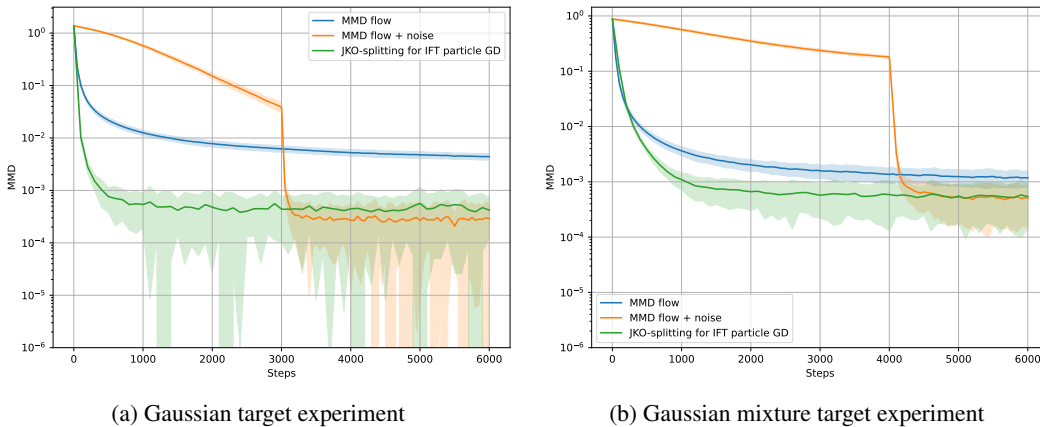 MMD flow
MMD flow + noise
JKO-splitting for IFT particle GD
10^0
10^-1
10^-2
10^-3
10^-4
10^-5
10^-6
MMD
0 1000 2000 3000 4000 5000 6000
Steps
(a) Gaussian target experiment
10^0
10^-1
10^-2
10^-3
10^-4
10^-5
10^-6
MMD
MMD flow
MMD flow + noise
JKO-splitting for IFT particle GD
0 1000 2000 3000 4000 5000 6000
Steps
(b) Gaussian mixture target experiment